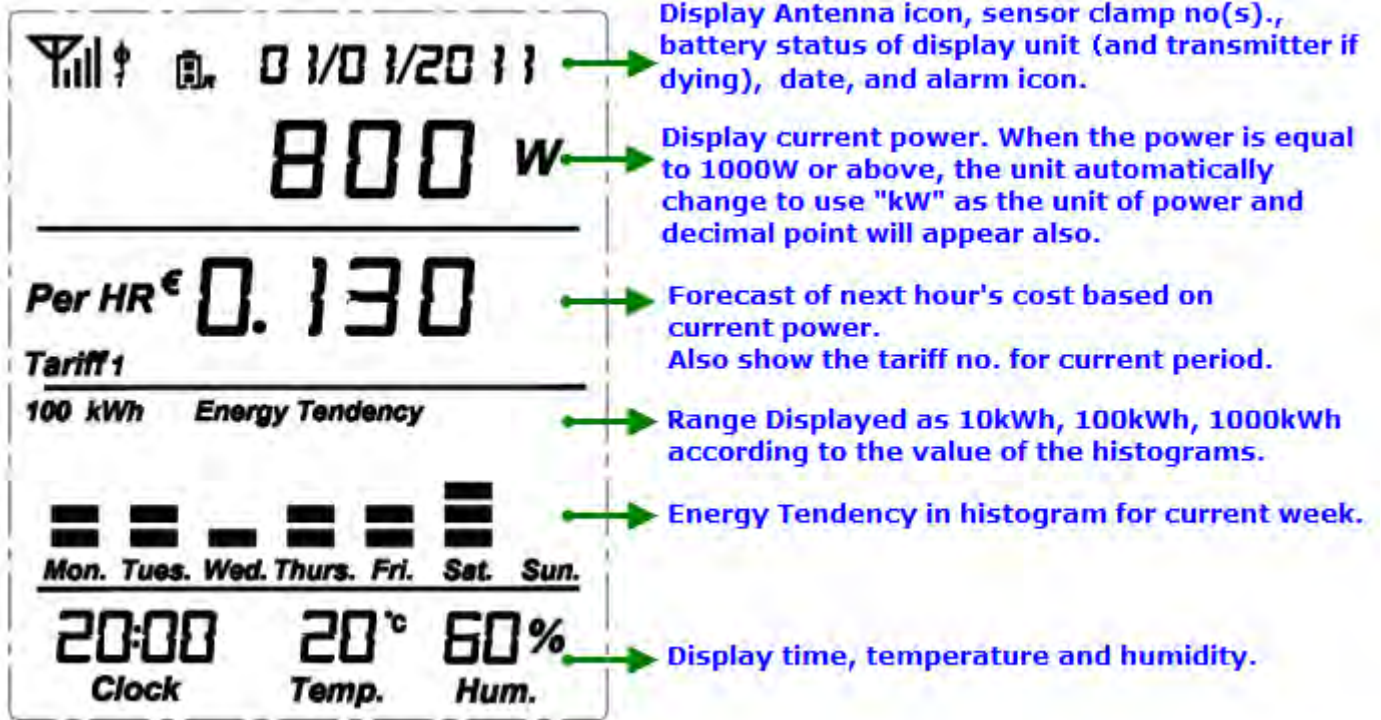 Display Antenna icon, sensor clamp no(s).,
battery status of display unit (and transmitter if
dying), date, and alarm icon.
01/01/2011
800 W
Display current power. When the power is equal
to 1000W or above, the unit automatically
change to use "kW" as the unit of power and
decimal point will appear also.
Per HR € 0.130
Tariff 1
Forecast of next hour's cost based on
current power.
Also show the tariff no. for current period.
100 kWh Energy Tendency
Range Displayed as 10kWh, 100kWh, 1000kWh
according to the value of the histograms.
Energy Tendency in histogram for current week.
Mon. Tues. Wed. Thurs. Fri. Sat. Sun.
20:00 20°C 60%
Clock Temp. Hum.
Display time, temperature and humidity.